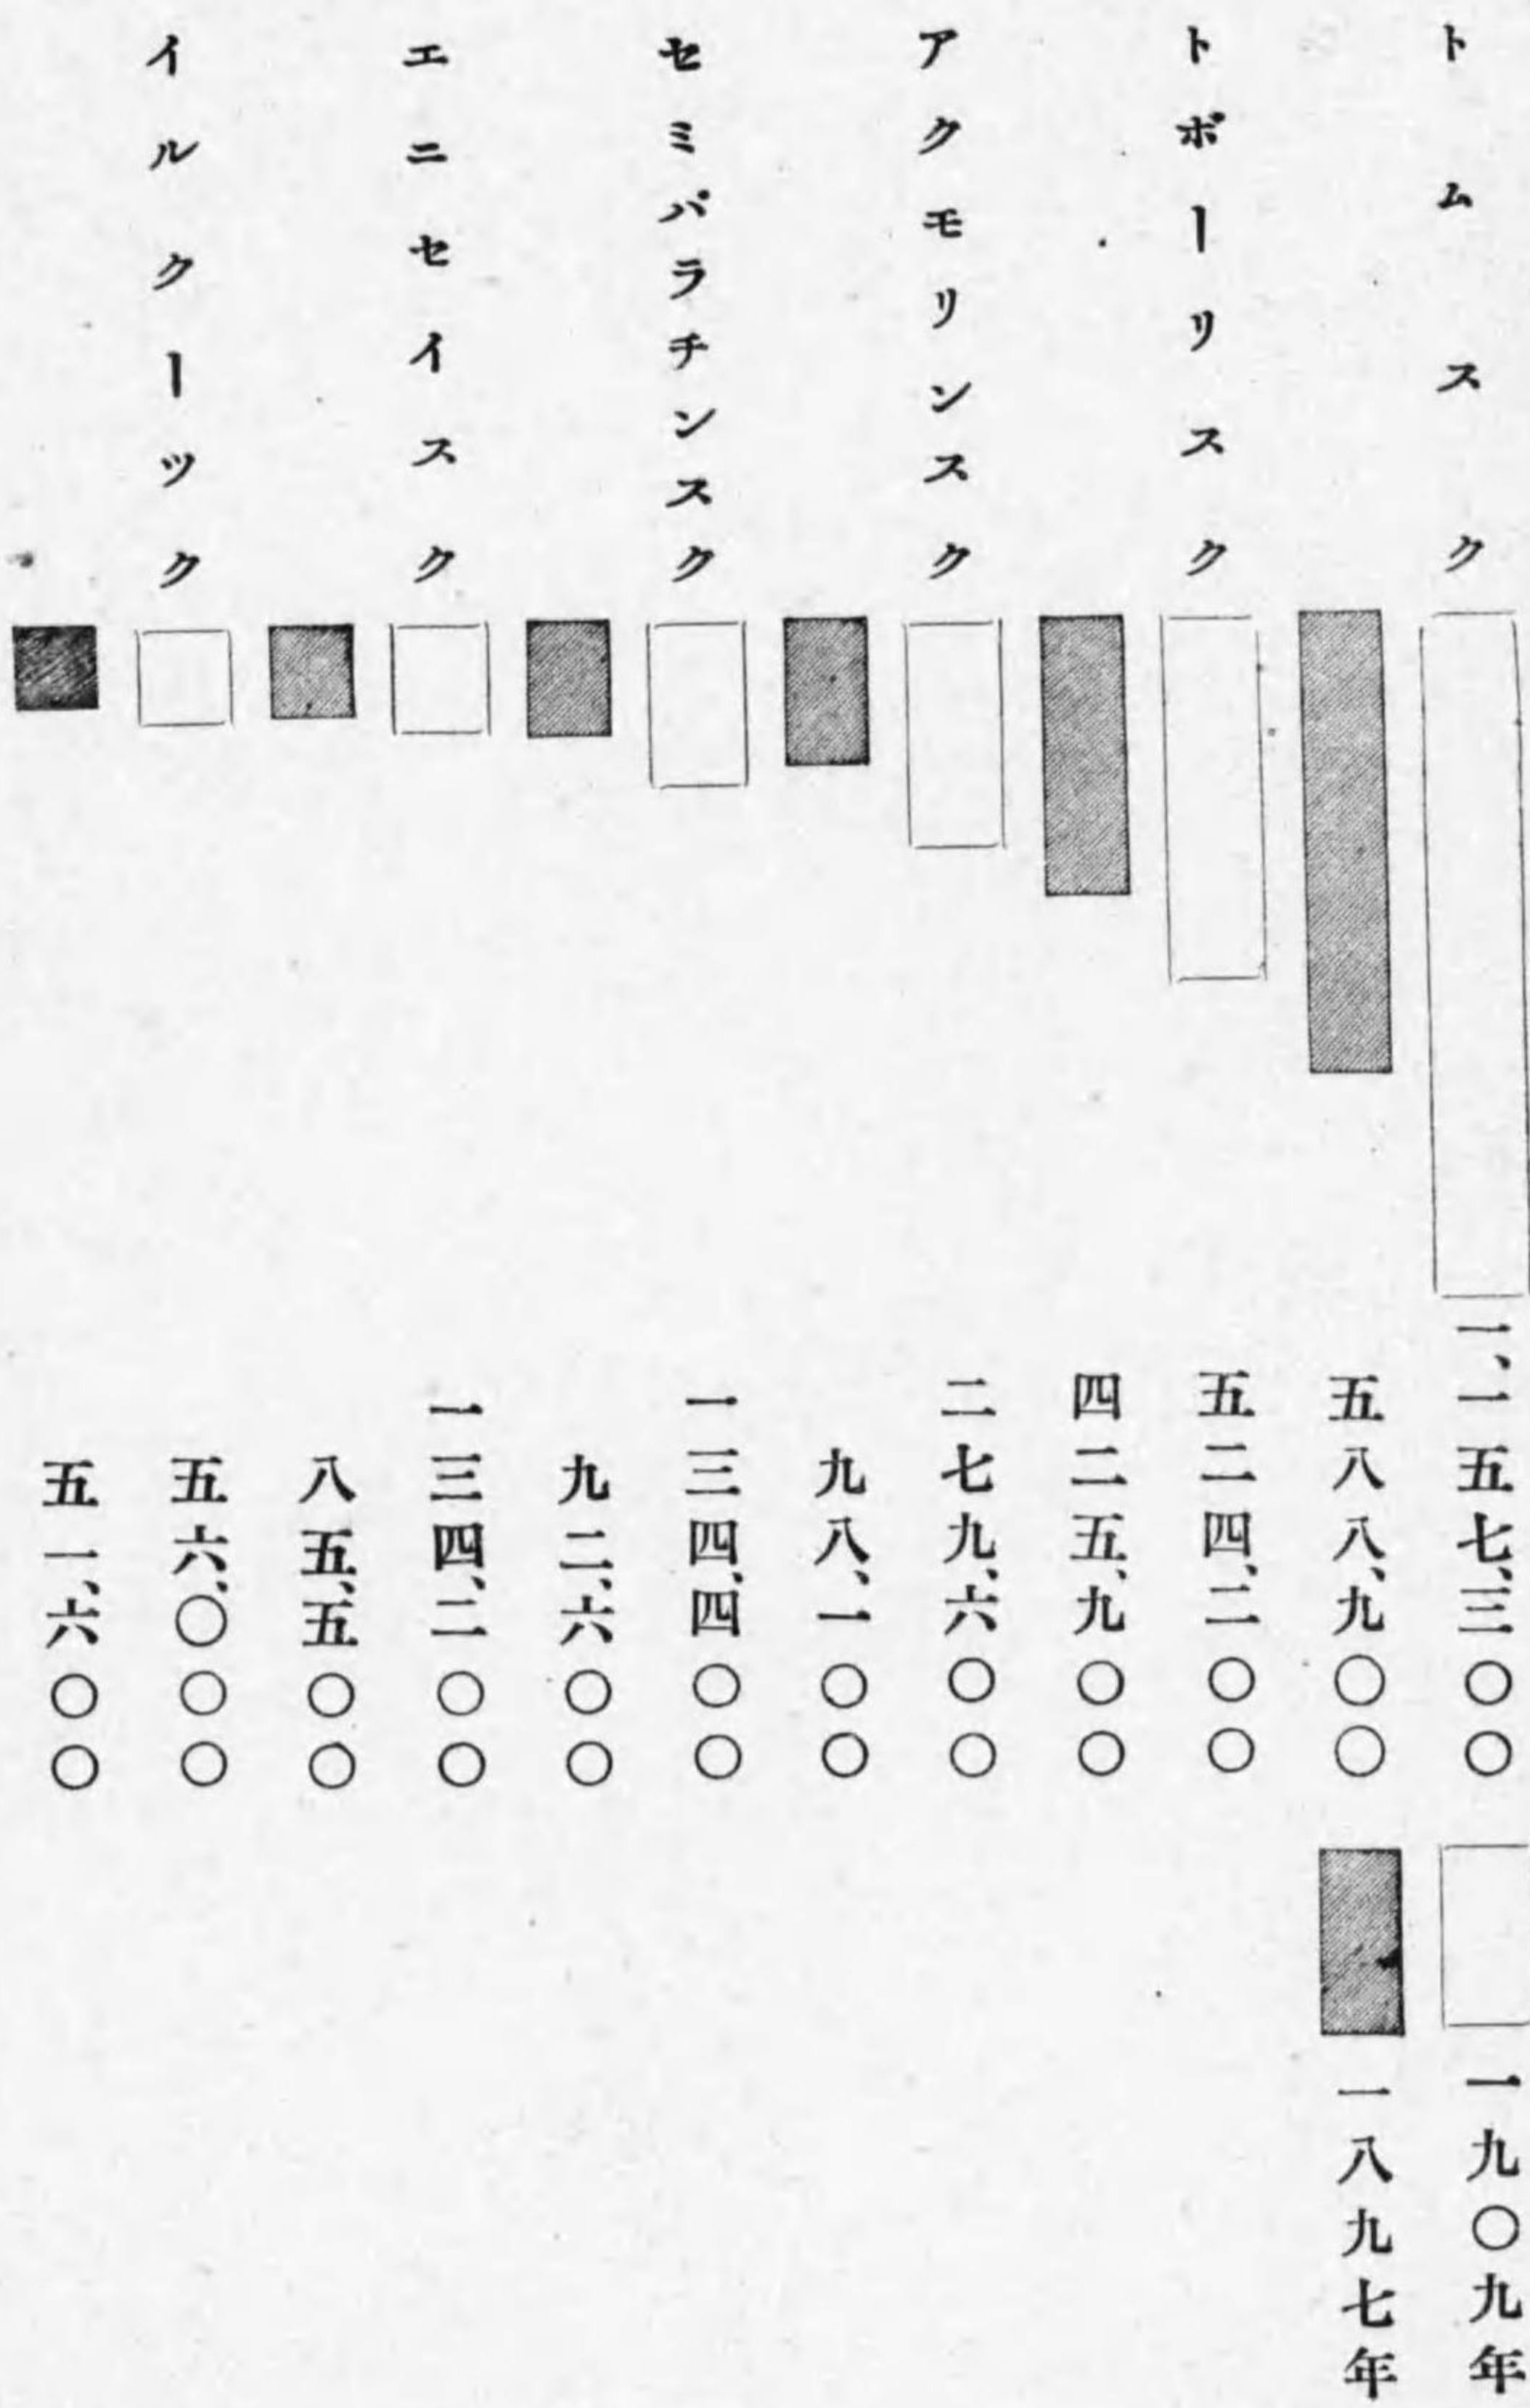 トムスク
一、一五七、三〇〇
一九〇九年
五八八、九〇〇
一八九七年
トボーリスク
五二四、二〇〇
四二五、九〇〇
アクモリンスク
二七九、六〇〇
九八、一〇〇
セミパラチンスク
一三四、四〇〇
九二、六〇〇
エニセイスク
一三四、二〇〇
八五、五〇〇
イルクーツク
五六、〇〇〇
五一、六〇〇